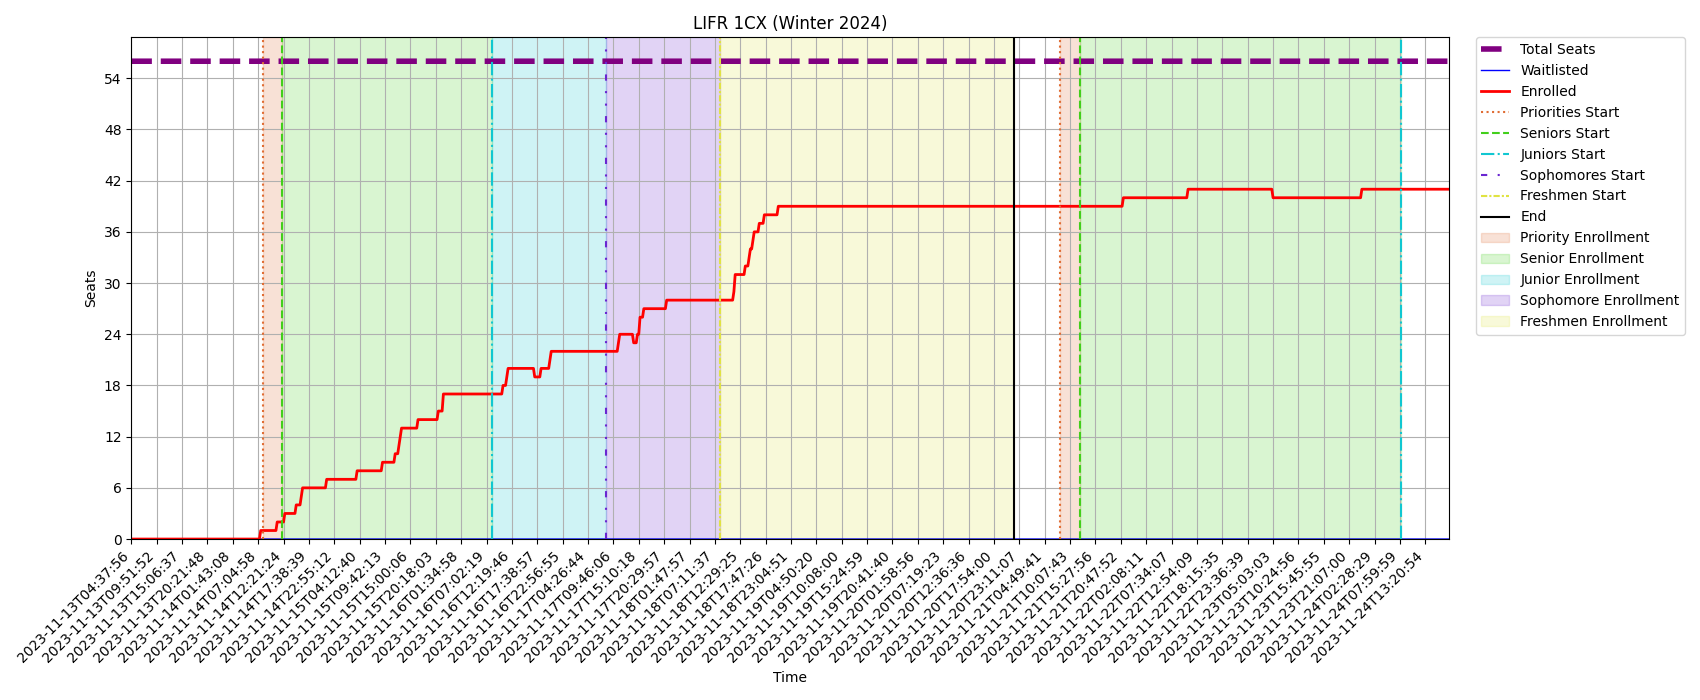 LIFR 1CX (Winter 2024)
Seats
54
48
42
36
30
24
18
12
6
0
2023-11-13T04:37:56
2023-11-13T09:51:52
2023-11-13T15:06:37
2023-11-13T20:21:48
2023-11-14T01:43:08
2023-11-14T07:04:58
2023-11-14T12:21:24
2023-11-14T17:38:39
2023-11-14T22:55:12
2023-11-15T04:12:40
2023-11-15T09:42:13
2023-11-15T15:00:06
2023-11-15T20:18:03
2023-11-16T01:34:58
2023-11-16T07:02:19
2023-11-16T12:19:46
2023-11-16T17:38:57
2023-11-16T22:56:55
2023-11-17T04:26:44
2023-11-17T09:46:06
2023-11-17T15:10:18
2023-11-17T20:29:57
2023-11-18T01:47:57
2023-11-18T07:11:37
2023-11-18T12:29:25
2023-11-18T17:47:26
2023-11-18T23:04:51
2023-11-19T04:50:20
2023-11-19T10:08:00
2023-11-19T15:24:59
2023-11-19T20:41:40
2023-11-20T01:58:56
2023-11-20T07:19:23
2023-11-20T12:36:36
2023-11-20T17:54:00
2023-11-20T23:11:07
2023-11-21T04:49:41
2023-11-21T10:07:43
2023-11-21T15:27:56
2023-11-21T20:47:52
2023-11-22T02:08:11
2023-11-22T07:34:07
2023-11-22T12:54:09
2023-11-22T18:15:35
2023-11-22T23:36:39
2023-11-23T05:03:03
2023-11-23T10:24:56
2023-11-23T15:45:55
2023-11-23T21:07:00
2023-11-24T02:28:29
2023-11-24T07:59:59
2023-11-24T13:20:54
Time
Total Seats
Waitlisted
Enrolled
Priorities Start
Seniors Start
Juniors Start
Sophomores Start
Freshmen Start
End
Priority Enrollment
Senior Enrollment
Junior Enrollment
Sophomore Enrollment
Freshmen Enrollment